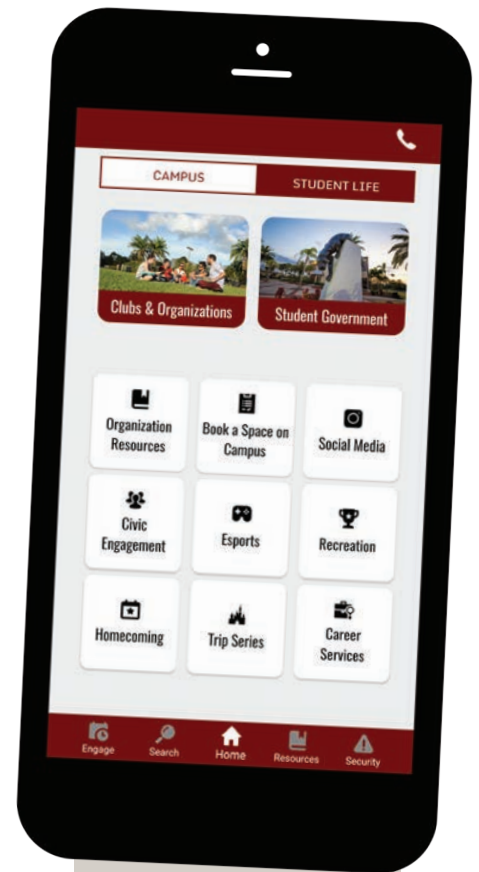 CAMPUS
STUDENT LIFE
Clubs & Organizations
Student Government
Organization
Resources
Book a Space on
Campus
Social Media
Civic
Engagement
Esports
Recreation
Homecoming
Trip Series
Career
Services
Engage
Search
Home
Resources
Security